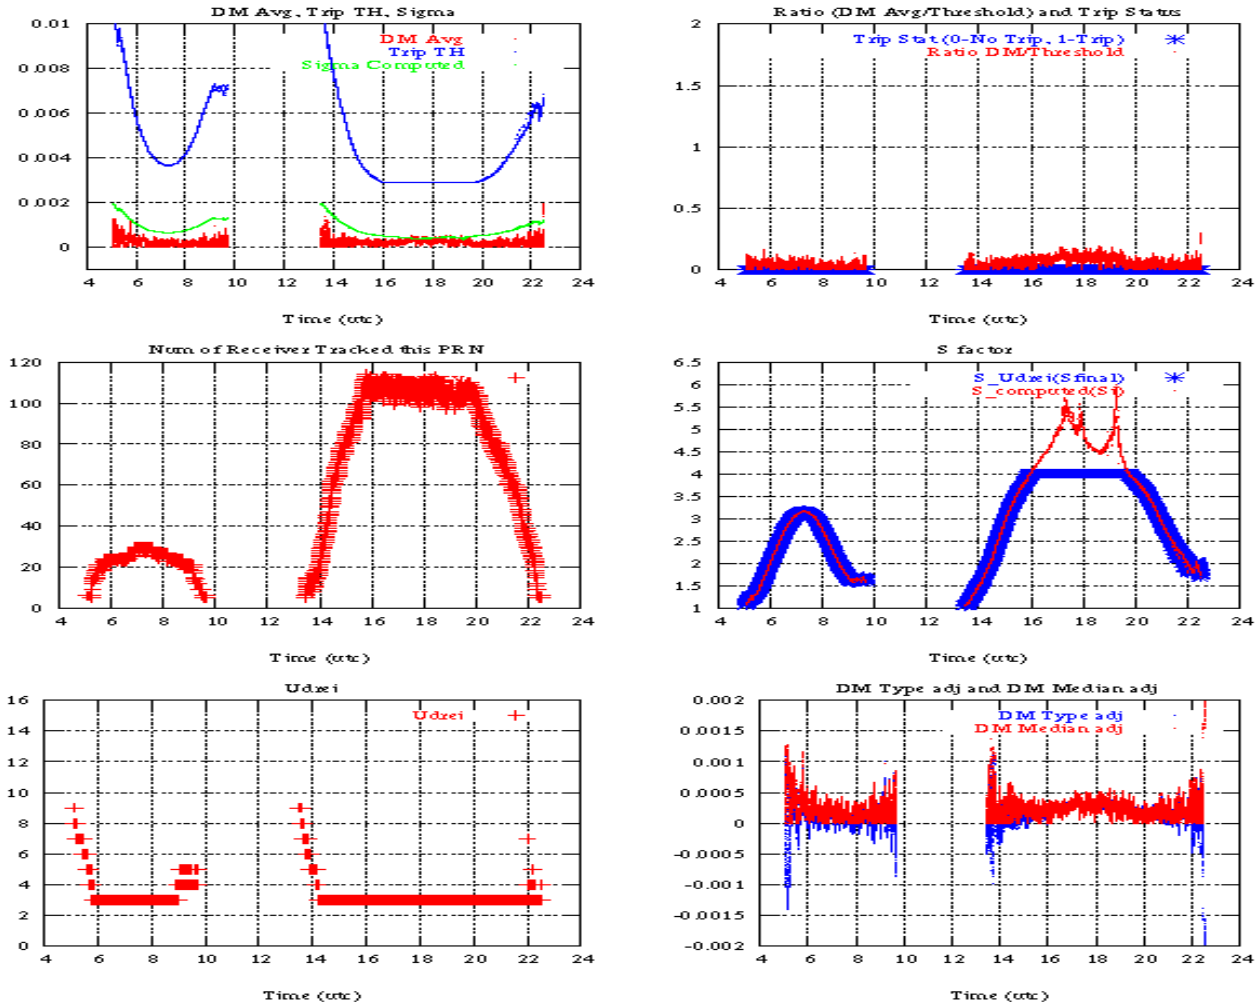 DM Avg, Trip TH, Sigma
DM Avg
Trip TH
Sigma Computed
0.01
0.008
0.006
0.004
0.002
0
4 6 8 10 12 14 16 18 20 22 24
Time (utc)
Ratio (DM Avg/Threshold) and Trip Status
Trip Stat (0-No Trip, 1-Trip)
Ratio DM/Threshold
2
1.5
1
0.5
0
4 6 8 10 12 14 16 18 20 22 24
Time (utc)
Num of Receiver Tracked this PRN
120
100
80
60
40
20
0
4 6 8 10 12 14 16 18 20 22 24
Time (utc)
S factor
S_Udrei(Sfinal)
S_computed(Si)
6.5
6
5.5
5
4.5
4
3.5
3
2.5
2
1.5
1
4 6 8 10 12 14 16 18 20 22 24
Time (utc)
Udrei
Udrei
16
14
12
10
8
6
4
2
0
4 6 8 10 12 14 16 18 20 22 24
Time (utc)
DM Type adj and DM Median adj
DM Type adj
DM Median adj
0.002
0.0015
0.001
0.0005
0
-0.0005
-0.001
-0.0015
-0.002
4 6 8 10 12 14 16 18 20 22 24
Time (utc)